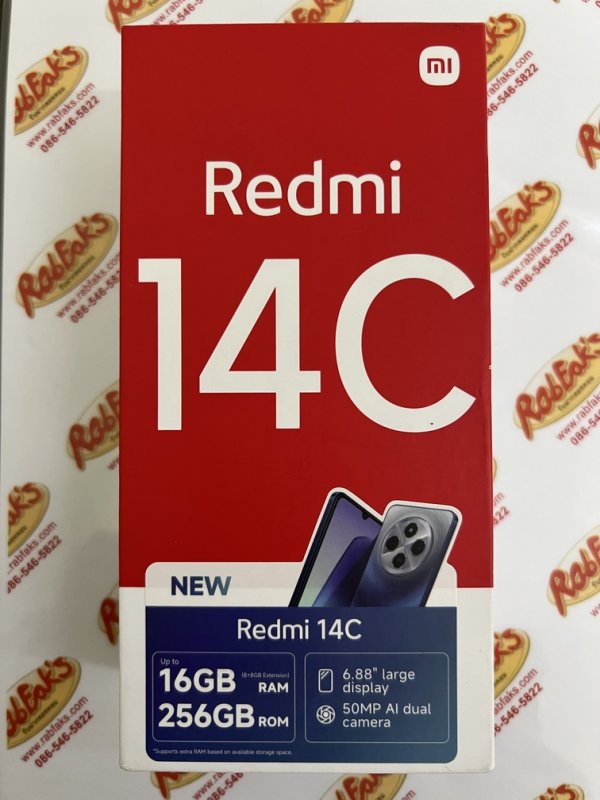 mi
Redmi
14C
NEW
Redmi 14C
Up to
16GB (8+8GB Extension) RAM
256GB ROM
6.88" large
display
50MP AI dual
camera
*Supports extra RAM based on available storage space.
RabFak's
www.rabfaks.com
086-546-5822